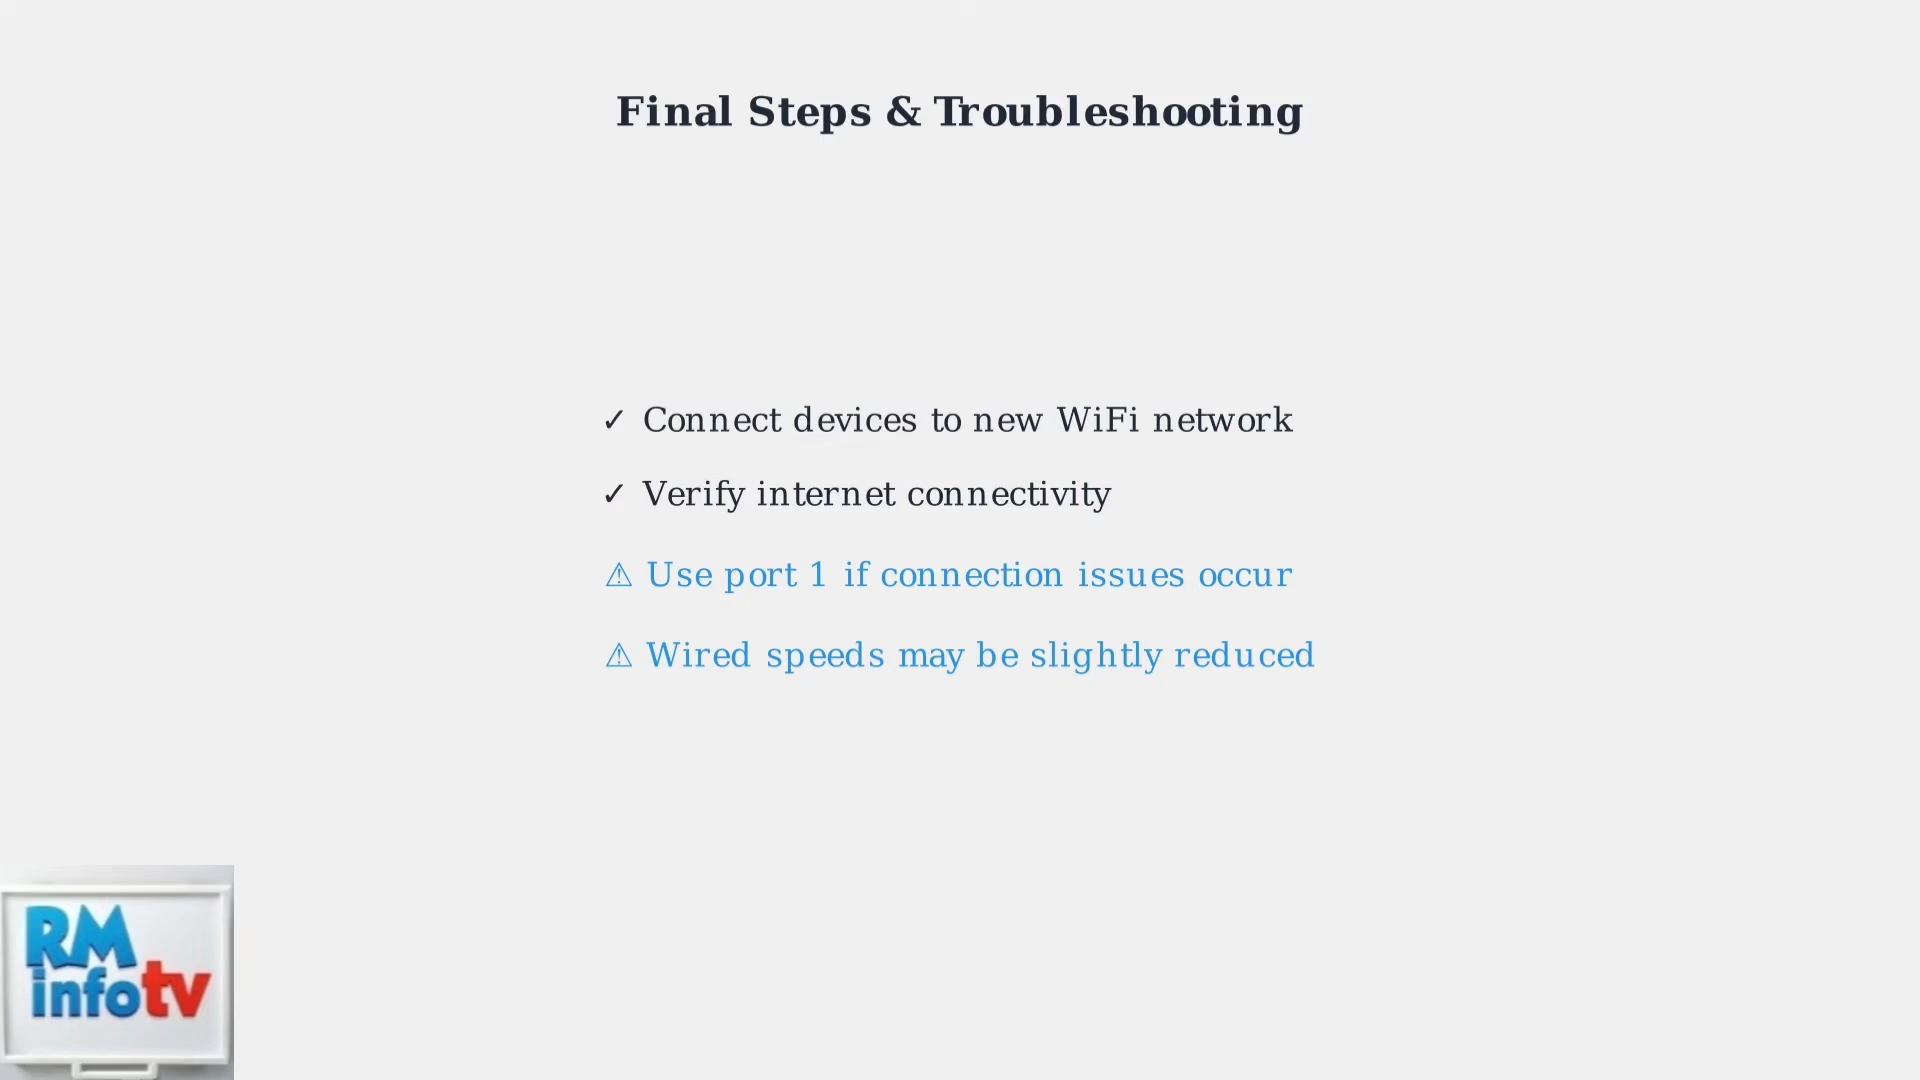 Final Steps & Troubleshooting
✓ Connect devices to new WiFi network
✓ Verify internet connectivity
⚠ Use port 1 if connection issues occur
⚠ Wired speeds may be slightly reduced
RM
infotv